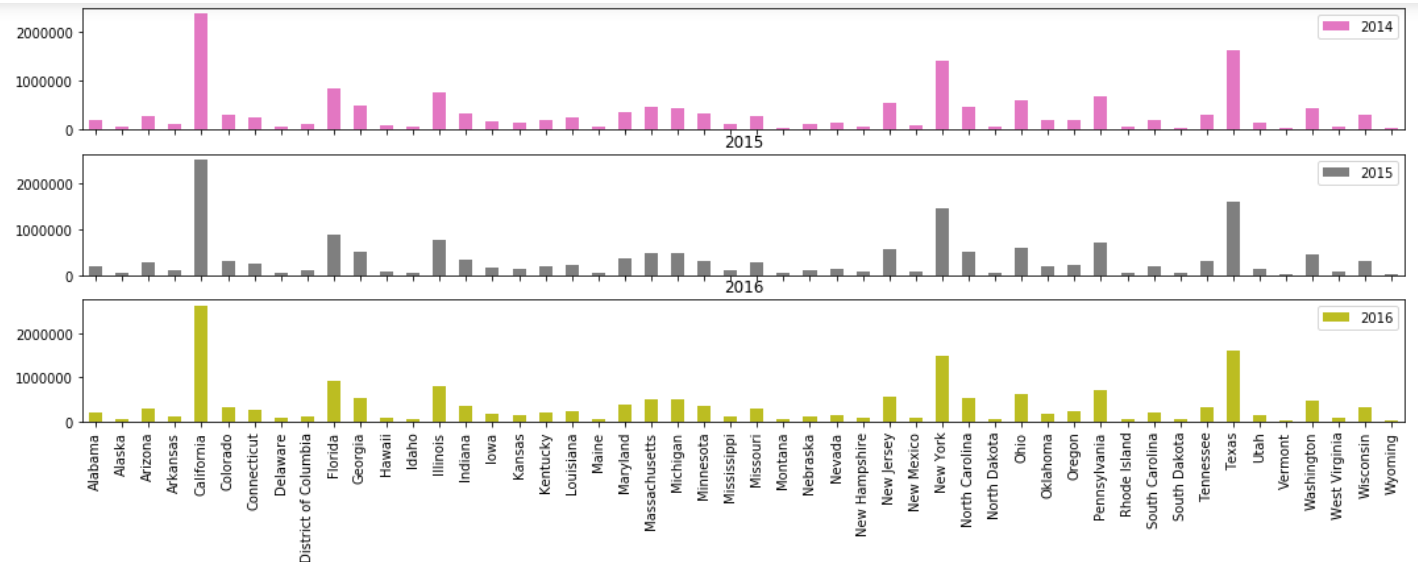 2000000
1000000
0
2014
2015
2000000
1000000
0
2015
2016
2000000
1000000
0
2016
Alabama
Alaska
Arizona
Arkansas
California
Colorado
Connecticut
Delaware
District of Columbia
Florida
Georgia
Hawaii
Idaho
Illinois
Indiana
Iowa
Kansas
Kentucky
Louisiana
Maine
Maryland
Massachusetts
Michigan
Minnesota
Mississippi
Missouri
Montana
Nebraska
Nevada
New Hampshire
New Jersey
New Mexico
New York
North Carolina
North Dakota
Ohio
Oklahoma
Oregon
Pennsylvania
Rhode Island
South Carolina
South Dakota
Tennessee
Texas
Utah
Vermont
Washington
West Virginia
Wisconsin
Wyoming